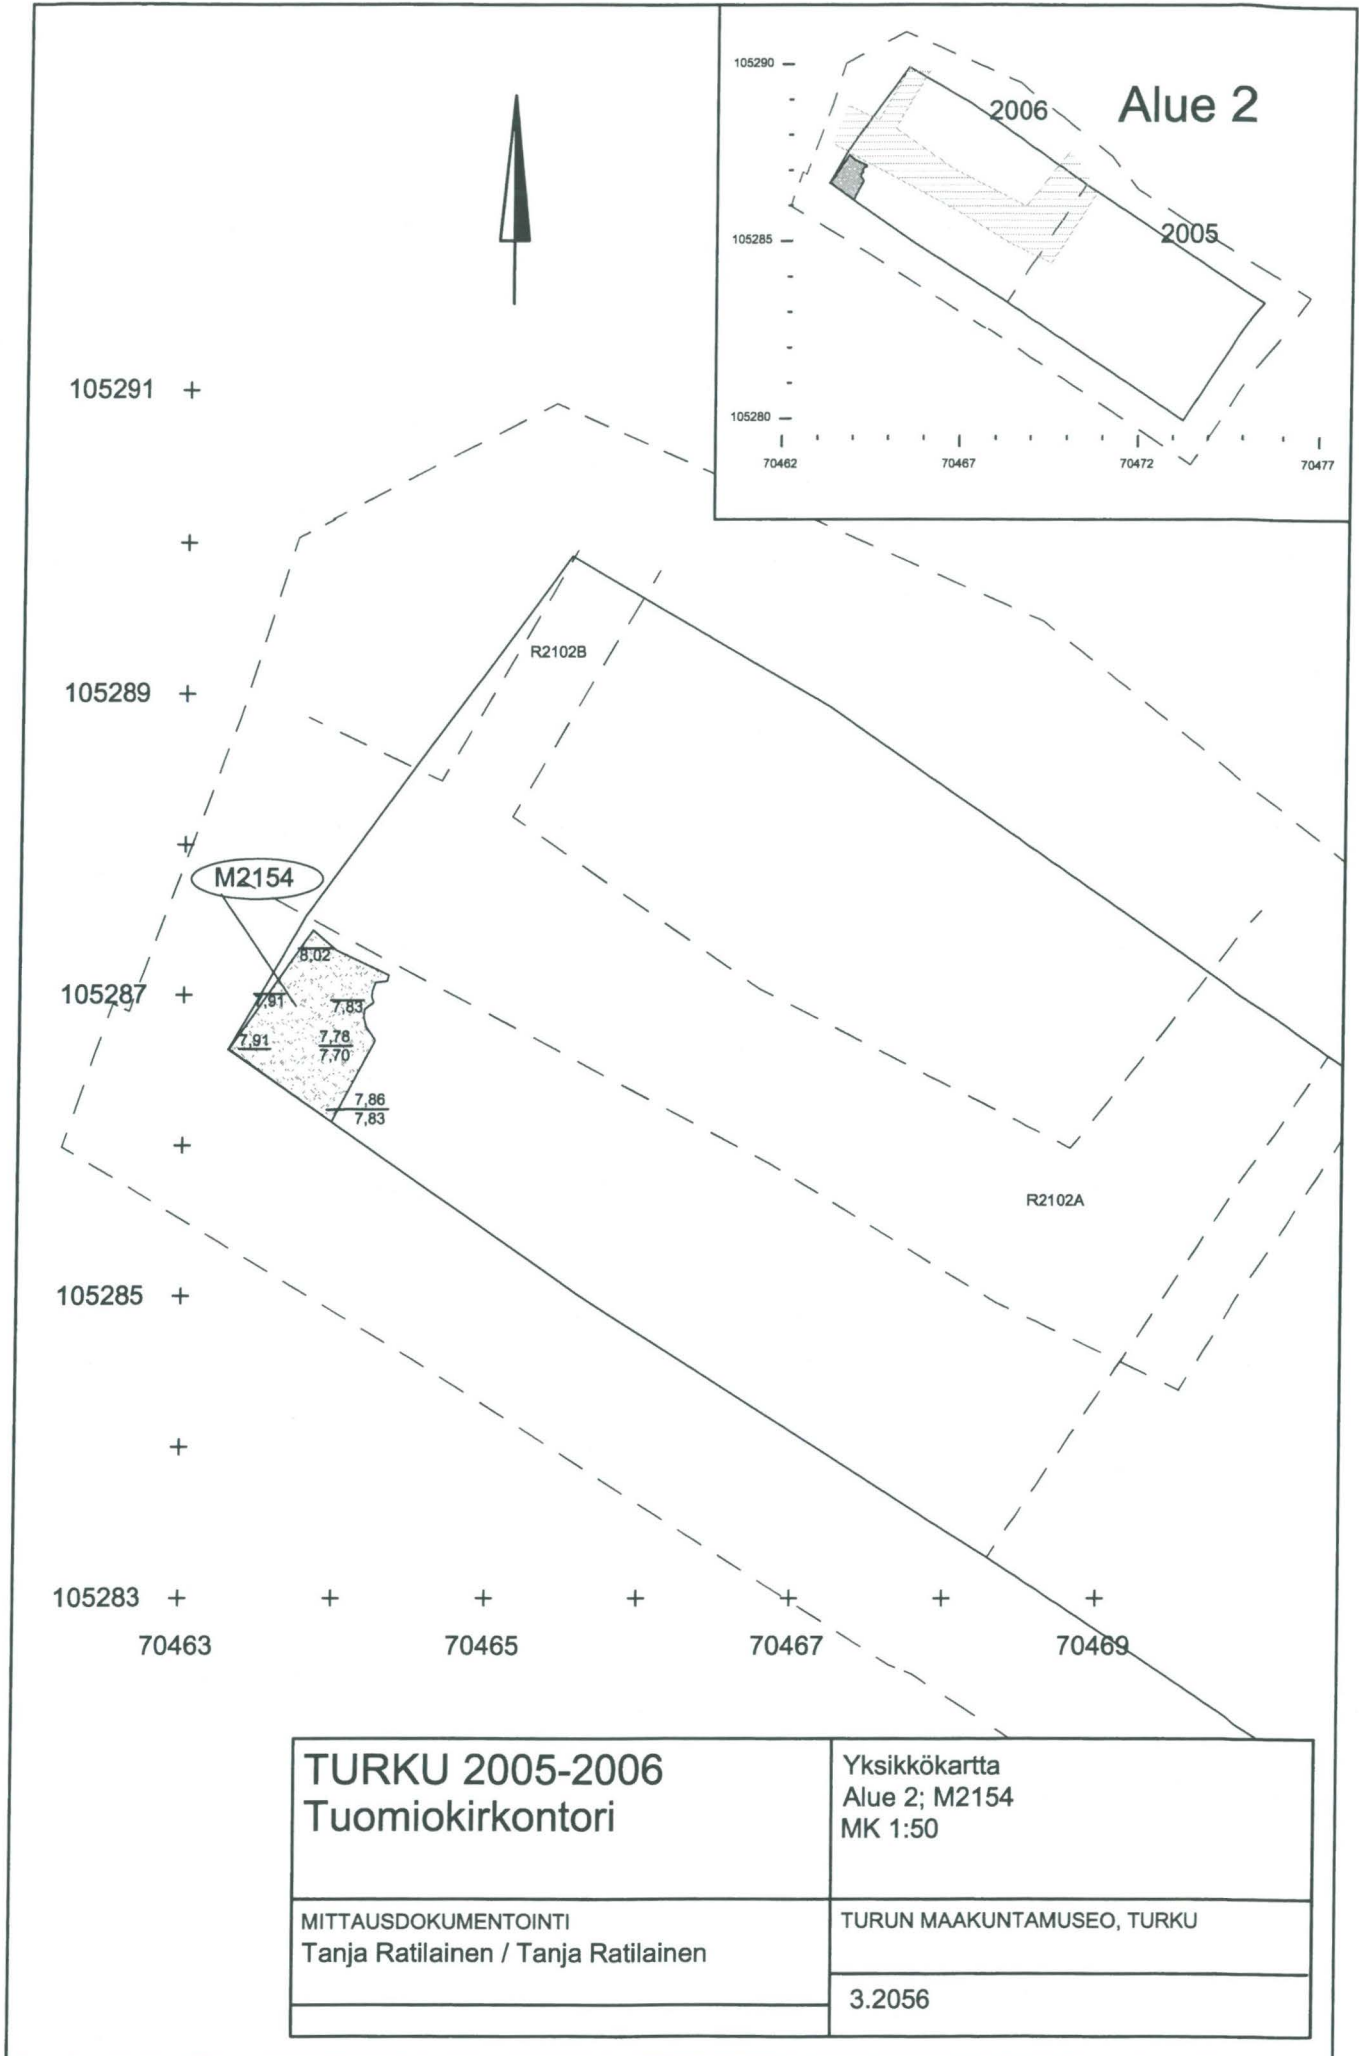 105290
105285
105280
70462
70467
70472
70477
2006
2005
Alue 2
105291
105289
105287
105285
105283
70463
70465
70467
70469
R2102B
R2102A
M2154
8,02
7,91
7,83
7,91
7,78
7,70
7,86
7,83
TURKU 2005-2006
Tuomiokirkontori
Yksikkökartta
Alue 2; M2154
MK 1:50
MITTAUSDOKUMENTOINTI
Tanja Ratilainen / Tanja Ratilainen
TURUN MAAKUNTAMUSEO, TURKU
3.2056